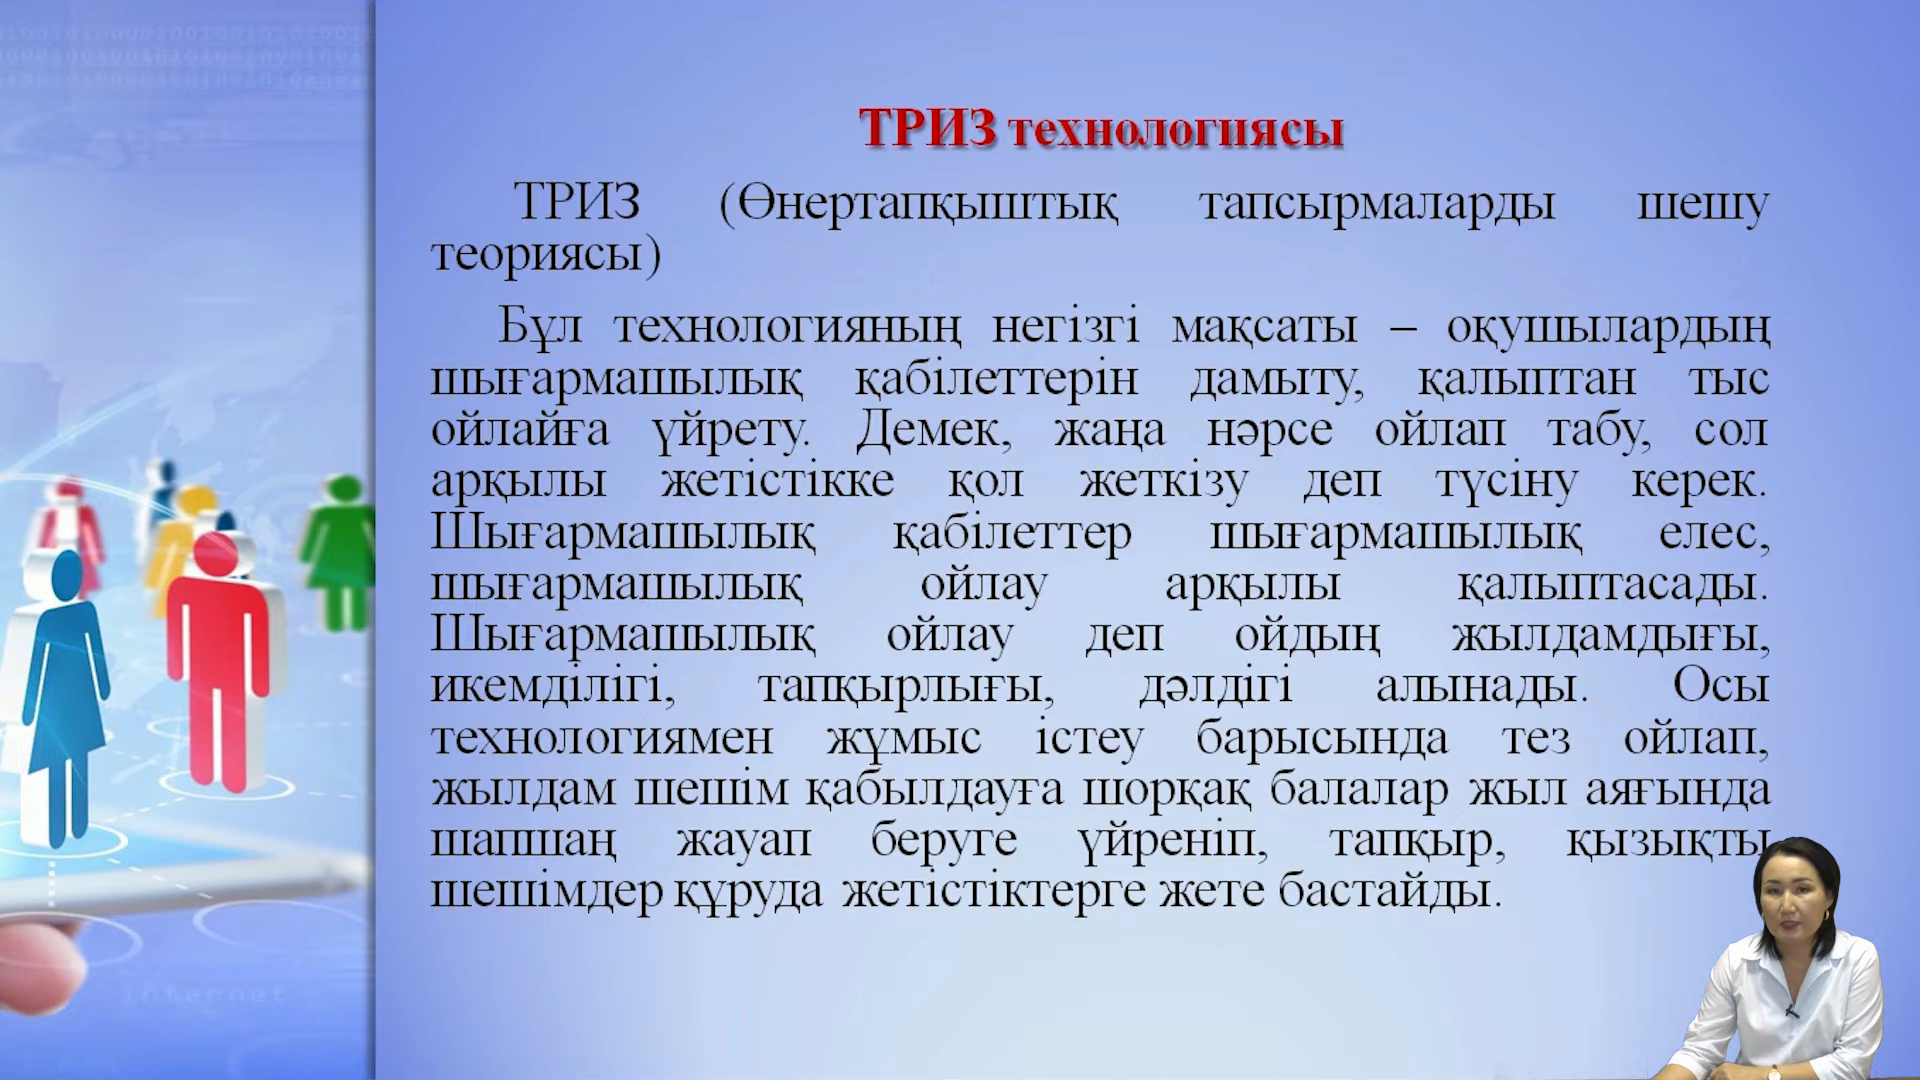 ТРИЗ технологиясы
ТРИЗ (Өнертапқыштық тапсырмаларды шешу
теориясы)
Бұл технологияның негізгі мақсаты – оқушылардың
шығармашылық қабілеттерін дамыту, қалыптан тыс
ойлайға үйрету. Демек, жаңа нәрсе ойлап табу, сол
арқылы жетістікке қол жеткізу деп түсіну керек.
Шығармашылық қабілеттер шығармашылық елес,
шығармашылық ойлау арқылы қалыптасады.
Шығармашылық ойлау деп ойдың жылдамдығы,
икемділігі, тапқырлығы, дәлдігі алынады. Осы
технологиямен жұмыс істеу барысында тез ойлап,
жылдам шешім қабылдауға шорқақ балалар жыл аяғында
шапшаң жауап беруге үйреніп, тапқыр, қызықты
шешімдер құруда жетістіктерге жете бастайды.
internet